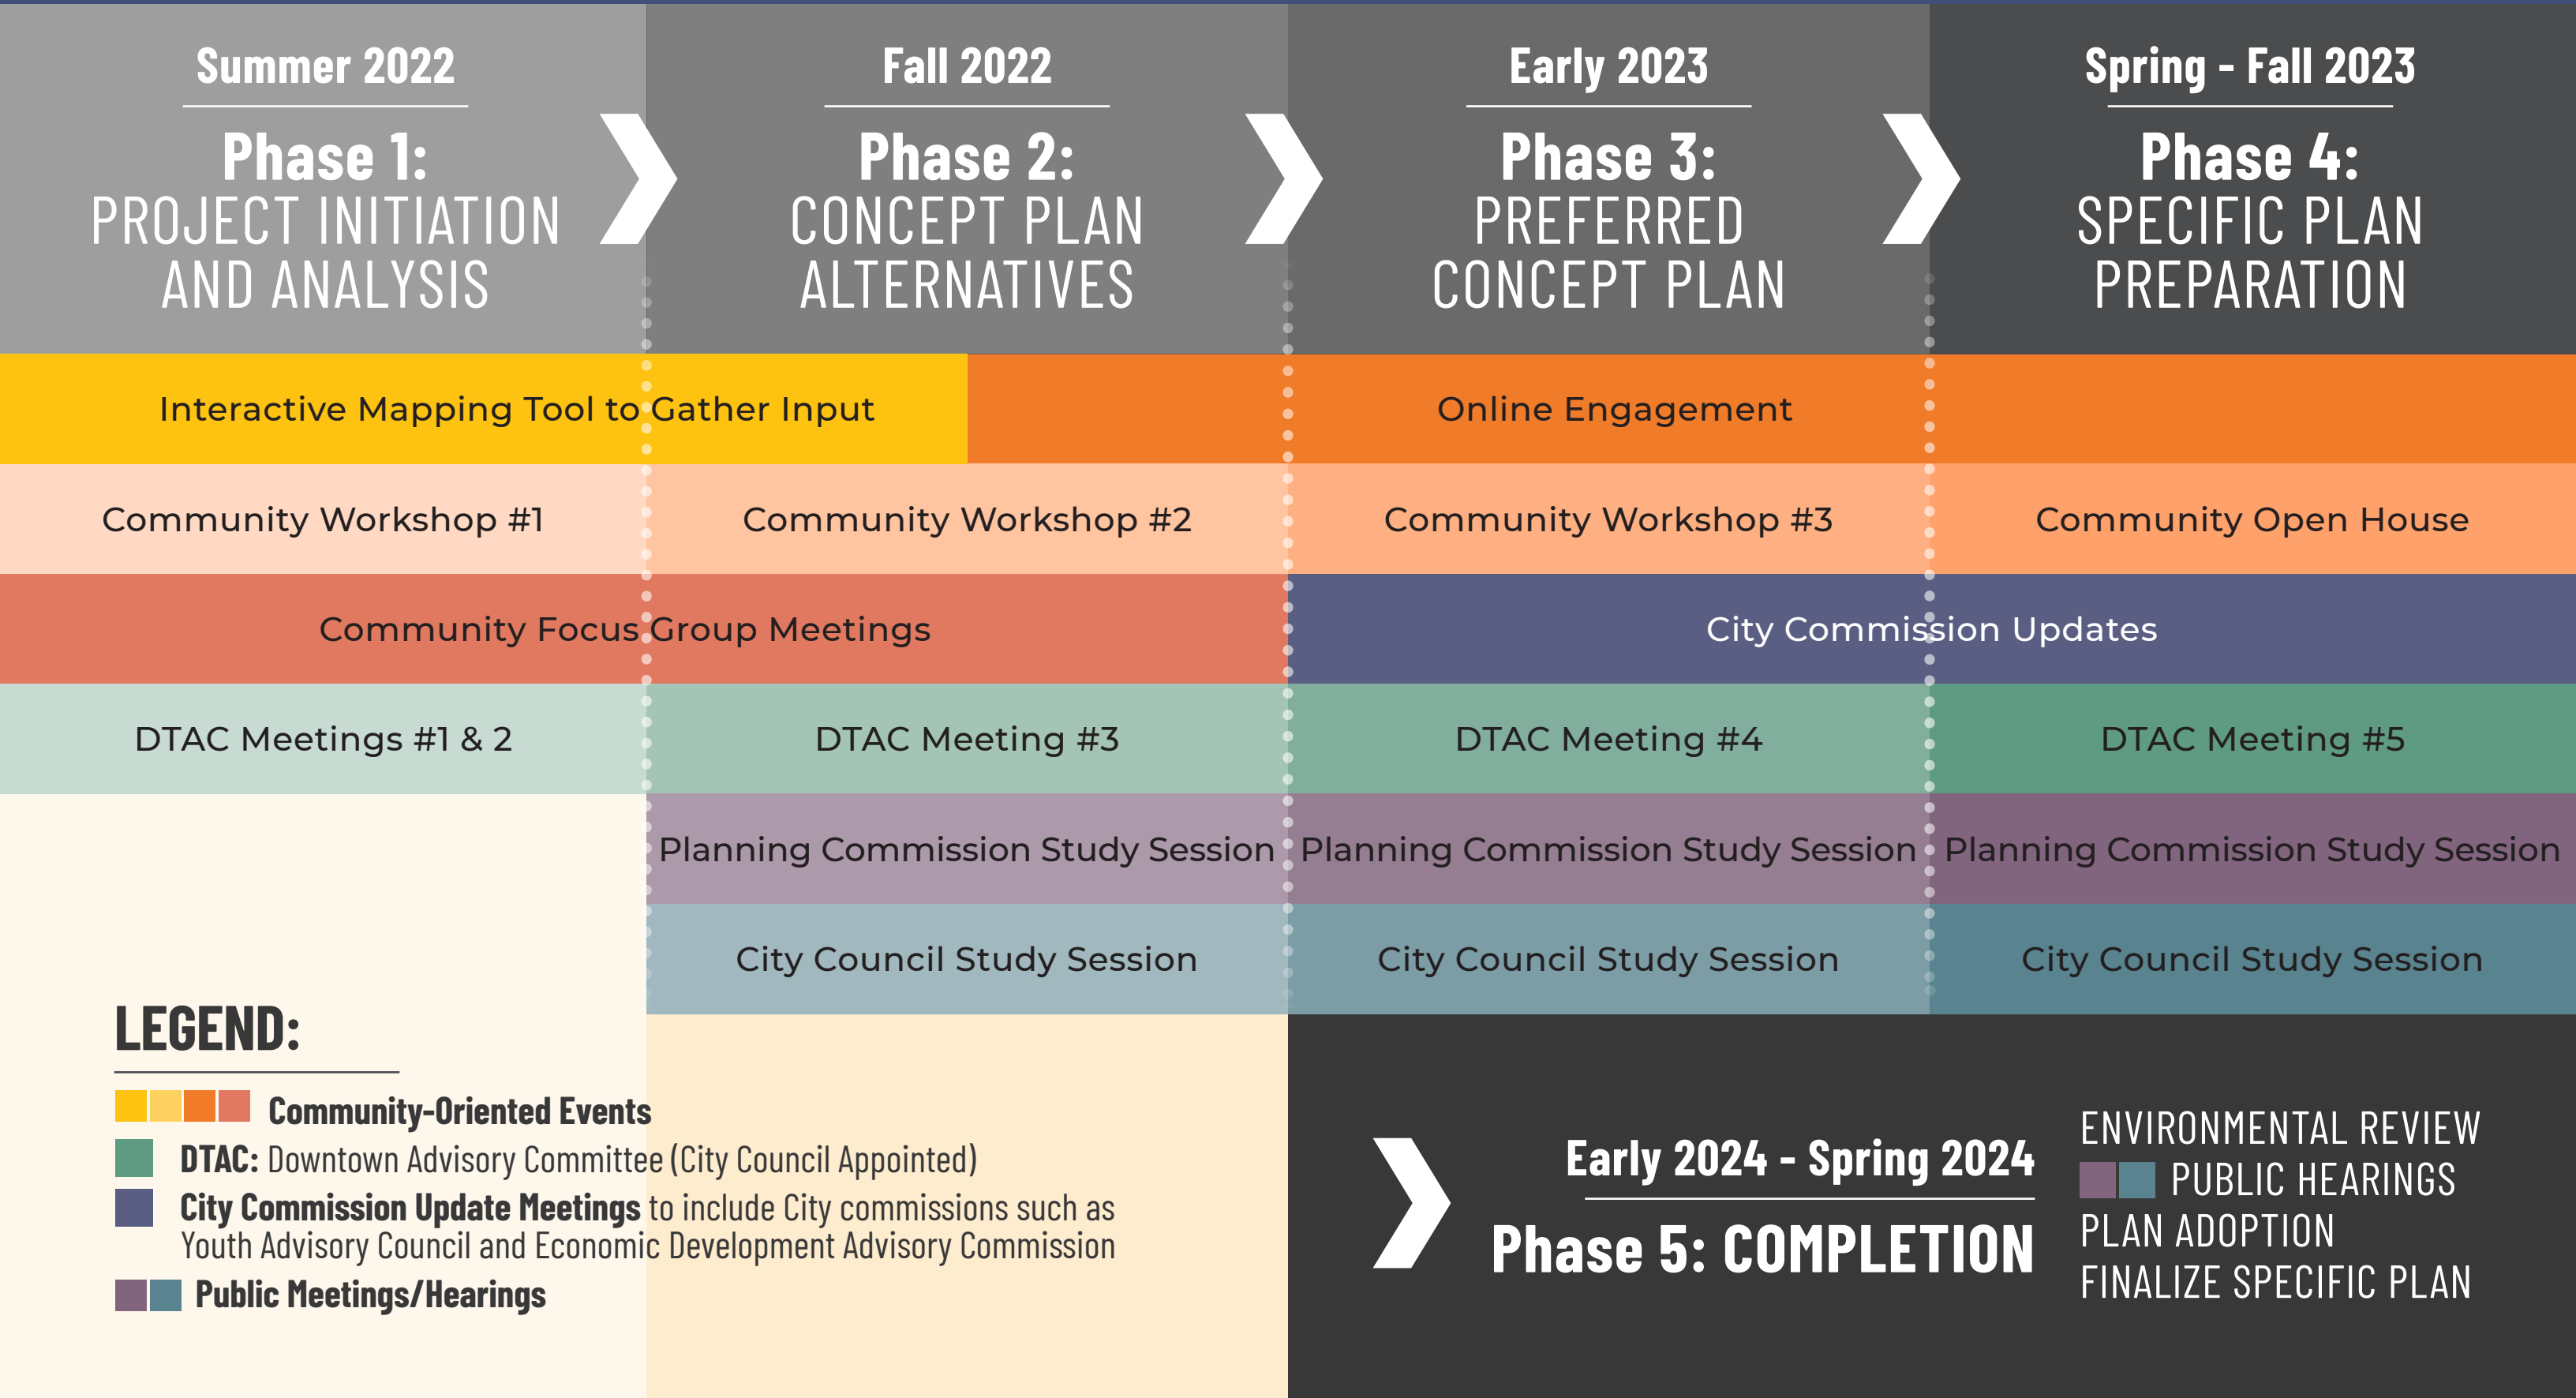 Summer 2022
Phase 1:
PROJECT INITIATION
AND ANALYSIS
Fall 2022
Phase 2:
CONCEPT PLAN
ALTERNATIVES
Early 2023
Phase 3:
PREFERRED
CONCEPT PLAN
Spring - Fall 2023
Phase 4:
SPECIFIC PLAN
PREPARATION
Interactive Mapping Tool to Gather Input
Online Engagement
Community Workshop #1
Community Workshop #2
Community Workshop #3
Community Open House
Community Focus Group Meetings
City Commission Updates
DTAC Meetings #1 & 2
DTAC Meeting #3
DTAC Meeting #4
DTAC Meeting #5
Planning Commission Study Session
Planning Commission Study Session
Planning Commission Study Session
City Council Study Session
City Council Study Session
City Council Study Session
LEGEND:
Community-Oriented Events
DTAC: Downtown Advisory Committee (City Council Appointed)
City Commission Update Meetings to include City commissions such as
Youth Advisory Council and Economic Development Advisory Commission
Public Meetings/Hearings
Early 2024 - Spring 2024
Phase 5: COMPLETION
ENVIRONMENTAL REVIEW
PUBLIC HEARINGS
PLAN ADOPTION
FINALIZE SPECIFIC PLAN